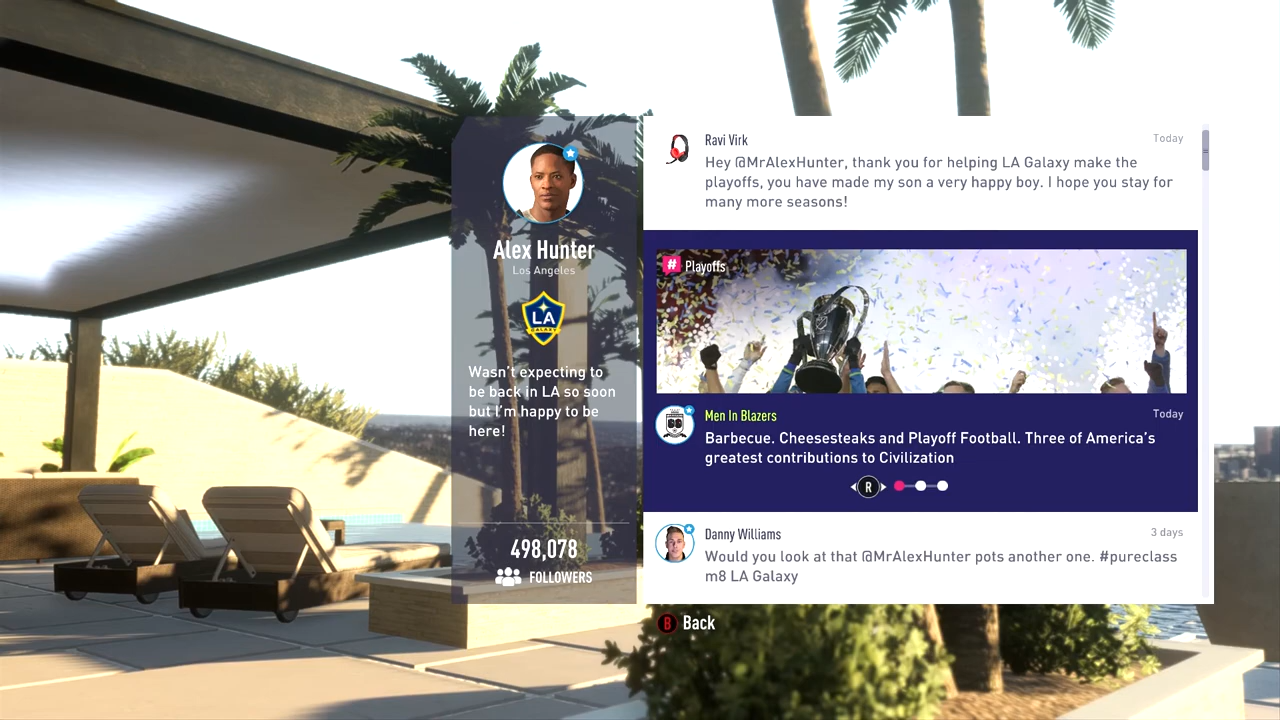 Alex Hunter
Los Angeles
LA
GALAXY
Wasn't expecting to
be back in LA so soon
but I'm happy to be
here!
498,078
FOLLOWERS
Ravi Virk
Today
Hey @MrAlexHunter, thank you for helping LA Galaxy make the
playoffs, you have made my son a very happy boy. I hope you stay for
many more seasons!
# Playoffs
Men In Blazers
Today
Barbecue. Cheesesteaks and Playoff Football. Three of America's
greatest contributions to Civilization
R
Danny Williams
3 days
Would you look at that @MrAlexHunter pots another one. #pureclass
m8 LA Galaxy
B Back